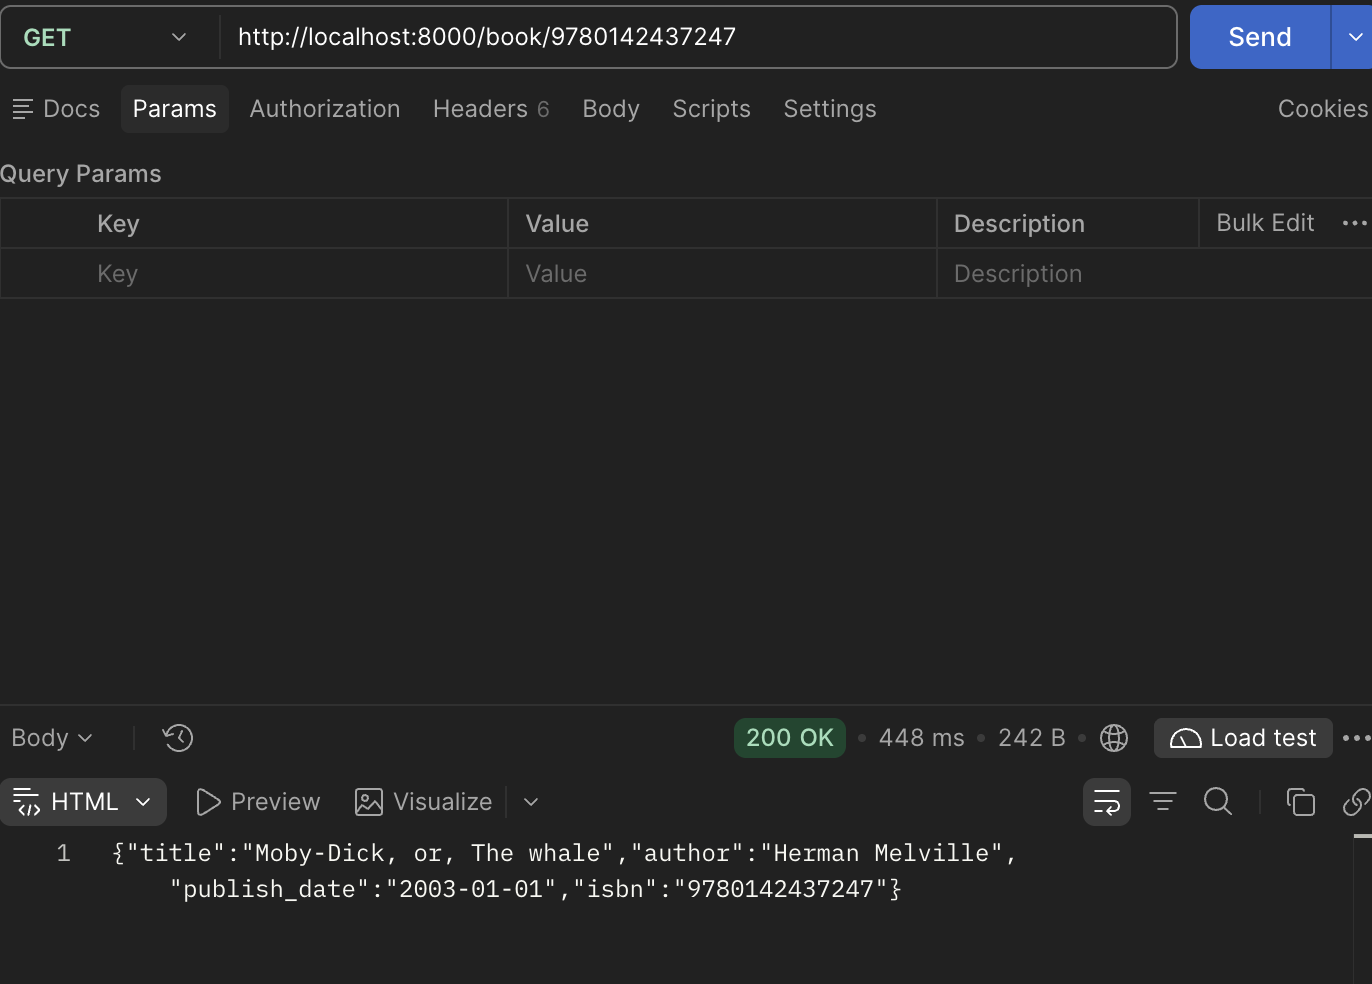 GET http://localhost:8000/book/9780142437247 Send
Docs Params Authorization Headers 6 Body Scripts Settings Cookies
Query Params
Key Value Description Bulk Edit
Key Value Description
Body 200 OK 448 ms 242 B Load test
HTML Preview Visualize
1 {"title":"Moby-Dick, or, The whale","author":"Herman Melville",
"publish_date":"2003-01-01","isbn":"9780142437247"}